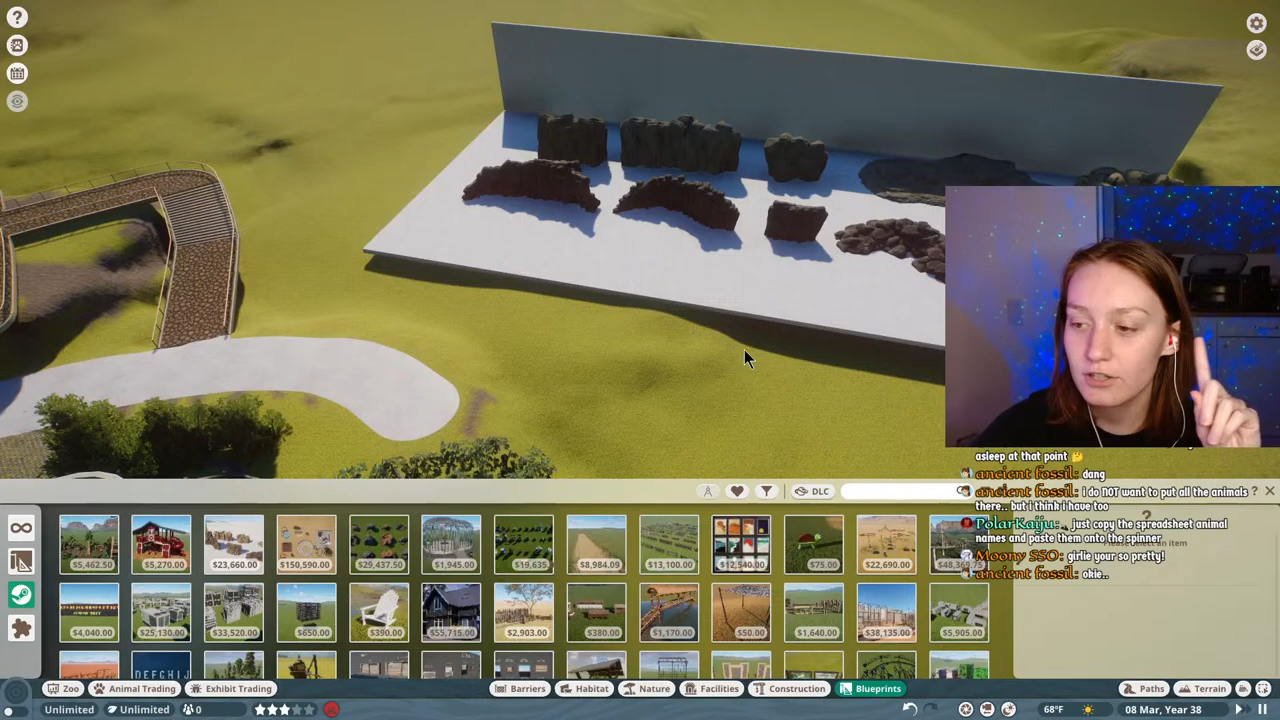 DLC
asleep at that point 🤔
ancient fossil: dang
ancient fossil: i do NOT want to put all the animals
there.. but i think i have too
PolarKaiju: , just copy the spreadsheet animal
names and paste them onto the spinner
Moony SSO: girlie your so pretty!
ancient fossil: okie..
an item
$5,462.50
$5,270.00
$23,660.00
$150,590.00
$29,437.50
$1,945.00
$19,635
$8,984.09
$13,100.00
$12,540.00
$75.00
$22,690.00
$4,040.00
$25,130.00
$33,520.00
$650.00
$390.00
$55,715.00
$2,903.00
$380.00
$1,170.00
$50.00
$1,640.00
$38,135.00
$5,905.00
DEFGHIJ
Zoo
Animal Trading
Exhibit Trading
Barriers
Habitat
Nature
Facilities
Construction
Blueprints
Paths
Terrain
Unlimited
Unlimited
0
68°F
08 Mar, Year 38